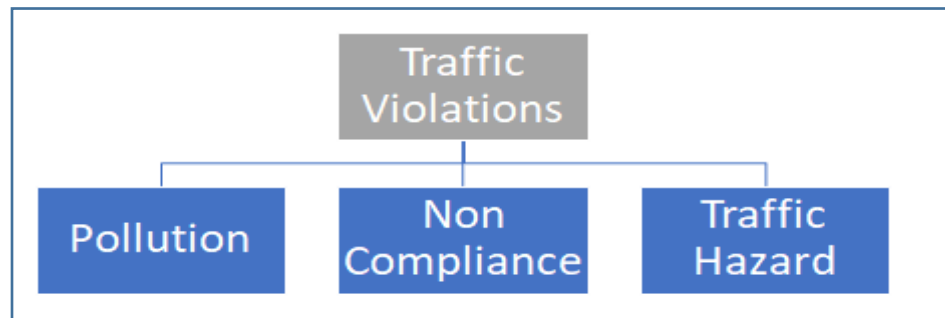 Traffic
Violations
Pollution
Non
Compliance
Traffic
Hazard